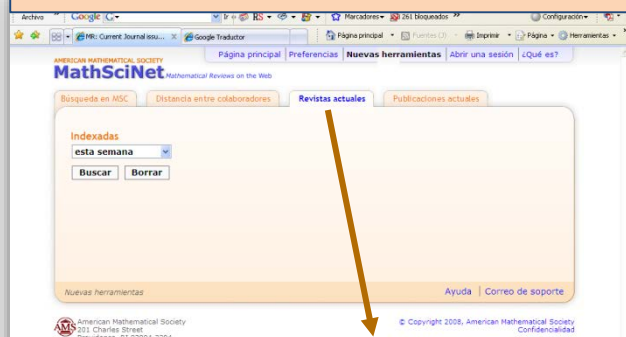 Archivo
Google
RS
Marcadores
261 bloqueados
Configuración
MR: Current Journal issu...
Google Traductor
Página principal
Fuentes
Imprimir
Página
Herramientas
AMERICAN MATHEMATICAL SOCIETY
MathSciNet Mathematical Reviews on the Web
Página principal | Preferencias | Nuevas herramientas | Abrir una sesión | ¿Qué es?
Búsqueda en MSC
Distancia entre colaboradores
Revistas actuales
Publicaciones actuales
Indexadas
esta semana
Buscar
Borrar
Nuevas herramientas
Ayuda | Correo de soporte
AMS
American Mathematical Society
201 Charles Street
© Copyright 2008, American Mathematical Society
Confidencialidad